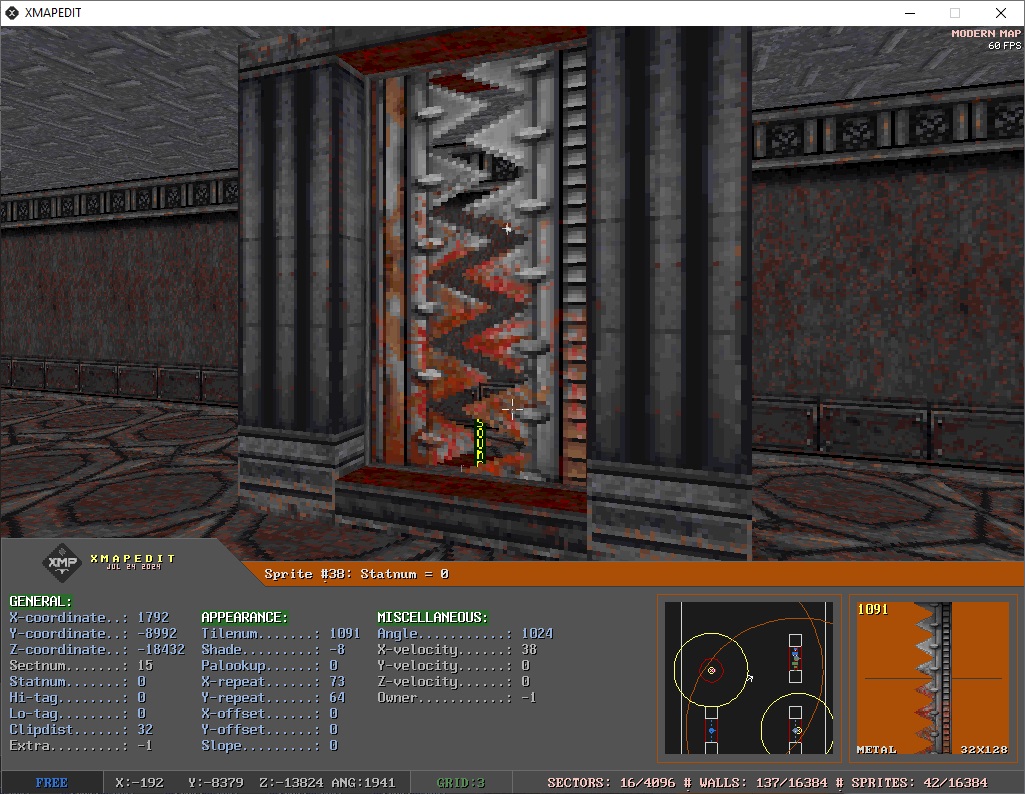 XMAPEDIT
MODERN MAP
60 FPS
Sound
XMP
XMAPEDIT
JUL 24 2024
Sprite #38: Statnum = 0
GENERAL:
X-coordinate..: 1792
Y-coordinate..: -8992
Z-coordinate..: -18432
Sectnum.......: 15
Statnum.......: 0
Hi-tag........: 0
Lo-tag........: 0
Clipdist......: 32
Extra.........: -1
APPEARANCE:
Tilenum.......: 1091
Shade.........: -8
Palookup......: 0
X-repeat......: 73
Y-repeat......: 64
X-offset......: 0
Y-offset......: 0
Slope.........: 0
MISCELLANEOUS:
Angle...........: 1024
X-velocity......: 38
Y-velocity......: 0
Z-velocity......: 0
Owner...........: -1
1091
METAL
32X128
FREE
X:-192
Y:-8379
Z:-13824
ANG:1941
GRID:3
SECTORS: 16/4096 # WALLS: 137/16384 # SPRITES: 42/16384